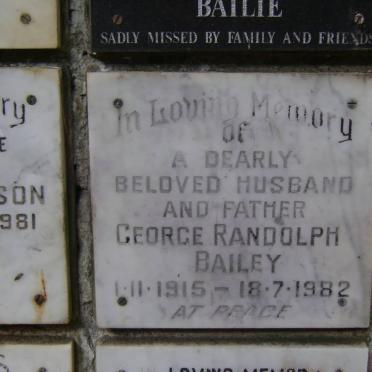 BAILIE
SADLY MISSED BY FAMILY AND FRIENDS
ry
E
SON
981
In Loving Memory
OF
A DEARLY
BELOVED HUSBAND
AND FATHER
GEORGE RANDOLPH
BAILEY
1·11·1915 – 18·7·1982
AT PEACE
S
LOVING